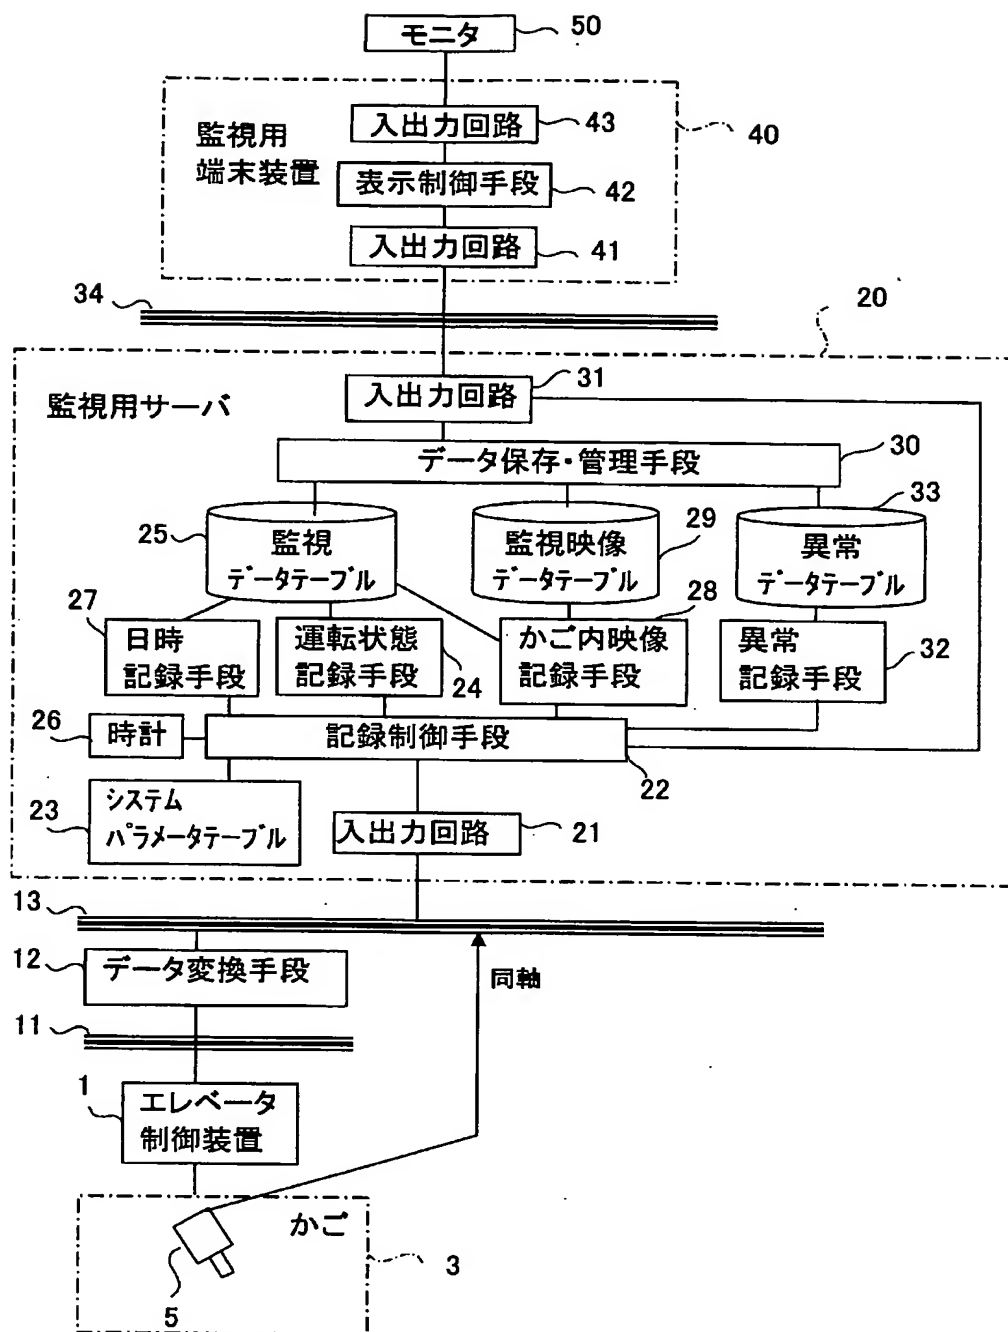 モニタ
50
監視用
端末装置
入出力回路
43
40
表示制御手段
42
入出力回路
41
34
20
監視用サーバ
入出力回路
31
データ保存・管理手段
30
25
監視
データテーブル
監視映像
データテーブル
29
33
異常
データテーブル
27
日時
記録手段
運転状態
記録手段
24
かご内映像
記録手段
28
異常
記録手段
32
26
時計
記録制御手段
22
23
システム
パラメータテーブル
入出力回路
21
13
12
データ変換手段
同軸
11
1
エレベータ
制御装置
かご
3
5